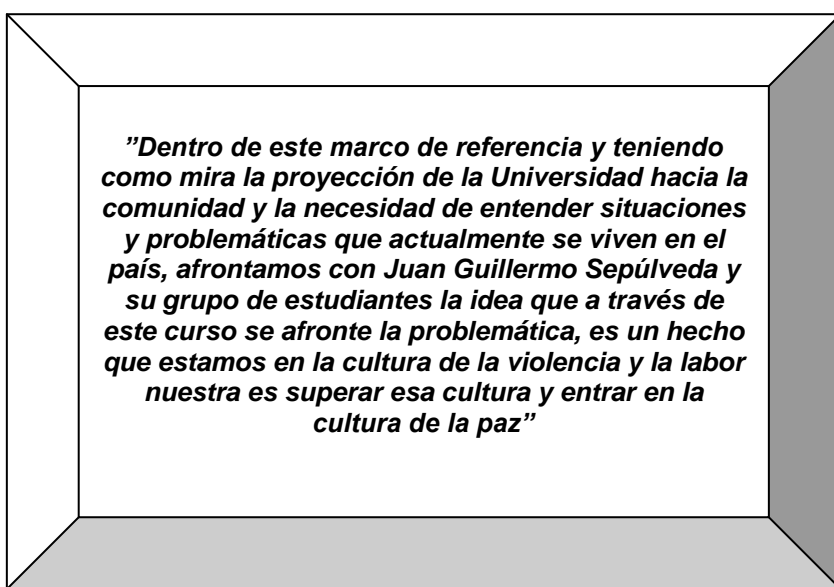 ”Dentro de este marco de referencia y teniendo
como mira la proyección de la Universidad hacia la
comunidad y la necesidad de entender situaciones
y problemáticas que actualmente se viven en el
país, afrontamos con Juan Guillermo Sepúlveda y
su grupo de estudiantes la idea que a través de
este curso se afronte la problemática, es un hecho
que estamos en la cultura de la violencia y la labor
nuestra es superar esa cultura y entrar en la
cultura de la paz”